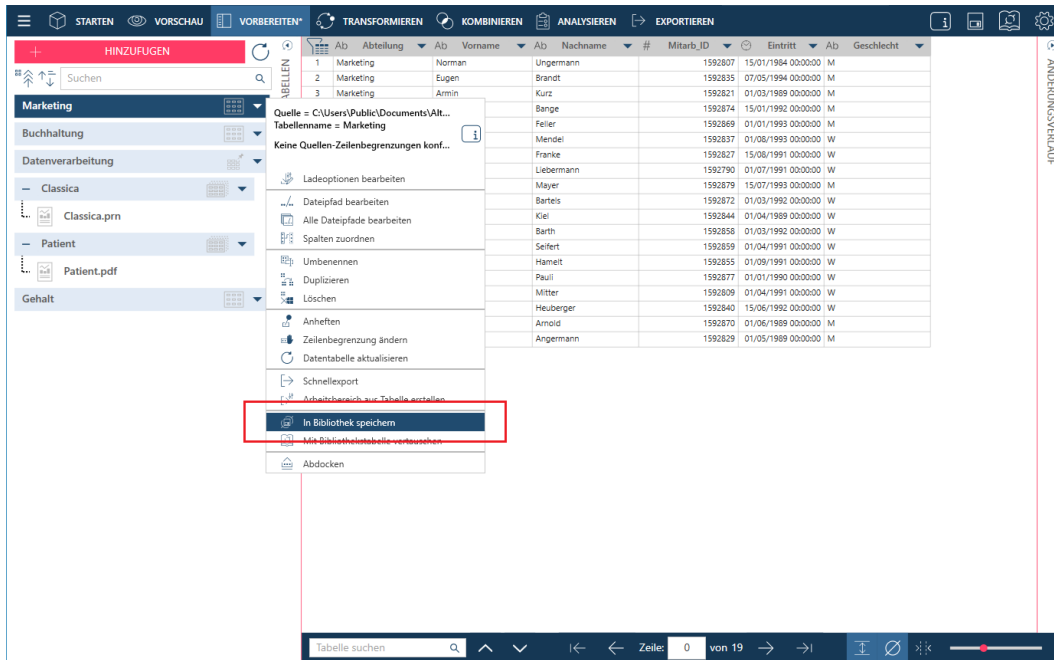 STARTEN VORSCHAU VORBEREITEN* TRANSFORMIEREN KOMBINIEREN ANALYSIEREN EXPORTIEREN
HINZUFÜGEN
Suchen
Marketing
Buchhaltung
Datenverarbeitung
Classica
Classica.prn
Patient
Patient.pdf
Gehalt
Quelle = C:\Users\Public\Documents\Alt...
Tabellenname = Marketing
Keine Quellen-Zeilenbegrenzungen konf...
Ladeoptionen bearbeiten
Dateipfad bearbeiten
Alle Dateipfade bearbeiten
Spalten zuordnen
Umbenennen
Duplizieren
Löschen
Anheften
Zeilenbegrenzung ändern
Datentabelle aktualisieren
Schnellexport
Arbeitsbereich aus Tabelle erstellen
In Bibliothek speichern
Mit Bibliothekstabelle vertauschen
Abdocken
Ab Abteilung Ab Vorname Ab Nachname # Mitarb_ID Eintritt Ab Geschlecht
1 Marketing Norman Ungermann 1592807 15/01/1984 00:00:00 M
2 Marketing Eugen Brandt 1592835 07/05/1994 00:00:00 M
3 Marketing Armin Kurz 1592821 01/03/1989 00:00:00 M
Bange 1592874 15/01/1992 00:00:00 M
Feller 1592869 01/01/1993 00:00:00 M
Mendel 1592837 01/08/1993 00:00:00 W
Franke 1592827 15/08/1991 00:00:00 W
Liebermann 1592790 01/07/1991 00:00:00 W
Mayer 1592879 15/07/1993 00:00:00 M
Bartels 1592872 01/03/1992 00:00:00 W
Kiel 1592844 01/04/1989 00:00:00 W
Barth 1592858 01/03/1992 00:00:00 W
Seifert 1592859 01/04/1991 00:00:00 W
Hamelt 1592855 01/09/1991 00:00:00 W
Pauli 1592877 01/01/1990 00:00:00 W
Mitter 1592809 01/04/1991 00:00:00 W
Heuberger 1592840 15/06/1992 00:00:00 W
Arnold 1592870 01/06/1989 00:00:00 M
Angermann 1592829 01/05/1989 00:00:00 M
ÄNDERUNGSVERLAUF
Tabelle suchen Zeile: 0 von 19